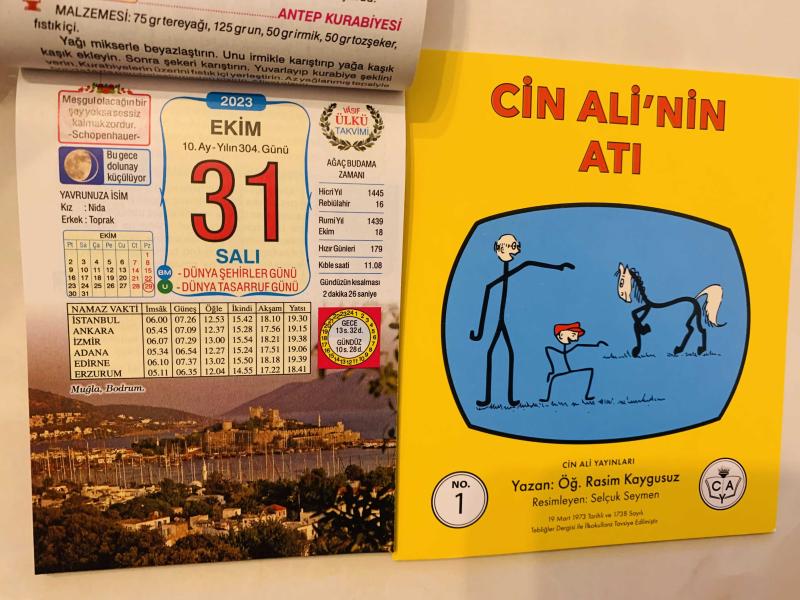 ANTEP KURABİYESİ
MALZEMESİ: 75 gr tereyağı, 125 gr un, 50 gr irmik, 50 gr tozşeker,
fıstık içi.
Yağı mikserle beyazlaştırın. Unu irmikle karıştırıp yağa kaşık
kaşık ekleyin. Sonra şekeri karıştırın. Yuvarlayıp kurabiye şeklini
verin. Kurabiyelerin üzerini fıstık içi yerleştirin.
Meşgul olacağın bir
şey yoksa sessiz
kalmak zordur.
-Schopenhauer-
Bu gece
dolunay
küçülüyor
YAVRUNUZA İSİM
Kız : Nida
Erkek : Toprak
EKİM
Pt Sa Ça Pe Cu Ct Pz
1
2 3 4 5 6 7 8
9 10 11 12 13 14 15
16 17 18 19 20 21 22
23 24 25 26 27 28 29
30 31
2023
EKİM
10. Ay - Yılın 304. Günü
31
SALI
BM - DÜNYA ŞEHİRLER GÜNÜ
U - DÜNYA TASARRUF GÜNÜ
VASIF
ÜLKÜ
TAKVİMİ
AĞAÇ BUDAMA
ZAMANI
Hicri Yıl 1445
Rebiülahir 16
Rumi Yıl 1439
Ekim 18
Hızır Günleri 179
Kıble saati 11.08
Gündüzün kısalması
2 dakika 26 saniye
NAMAZ VAKTİ İmsâk Güneş Öğle İkindi Akşam Yatsı
İSTANBUL 06.00 07.26 12.53 15.42 18.10 19.30
ANKARA 05.45 07.09 12.37 15.28 17.56 19.15
İZMİR 06.07 07.29 13.00 15.54 18.21 19.38
ADANA 05.34 06.54 12.27 15.24 17.51 19.06
EDİRNE 06.10 07.37 13.02 15.50 18.18 19.39
ERZURUM 05.11 06.35 12.04 14.55 17.22 18.41
GECE
13 s. 32 d.
GÜNDÜZ
10 s. 28 d.
Muğla, Bodrum.
CİN ALİ'NİN
ATI
CİN ALİ YAYINLARI
NO.
1
Yazan: Öğ. Rasim Kaygusuz
Resimleyen: Selçuk Seymen
19 Mart 1973 Tarihli ve 1738 Sayılı
Tebliğler Dergisi ile İlkokullara Tavsiye Edilmiştir
C A
Y